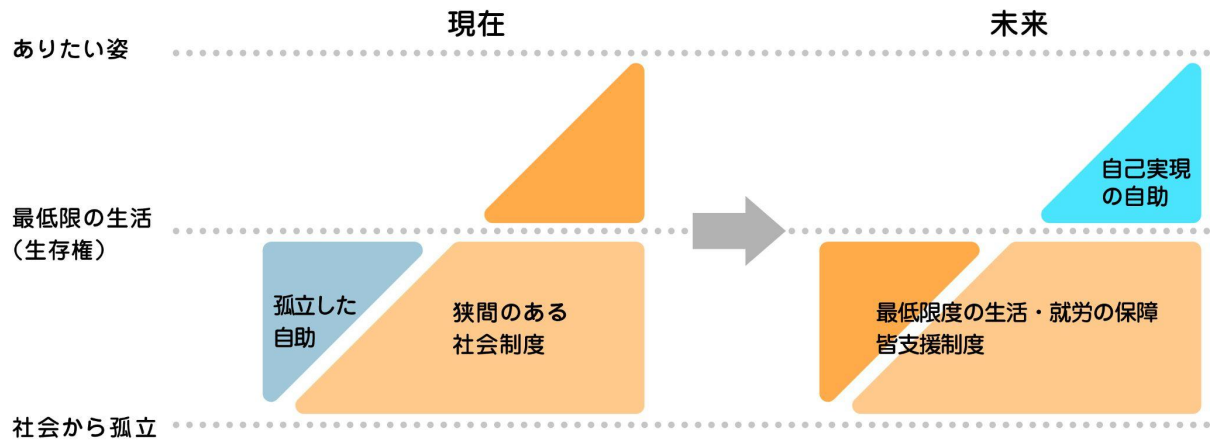 現在
未来
ありたい姿
自己実現
の自助
最低限の生活
（生存権）
孤立した
自助
狭間のある
社会制度
最低限度の生活・就労の保障
皆支援制度
社会から孤立